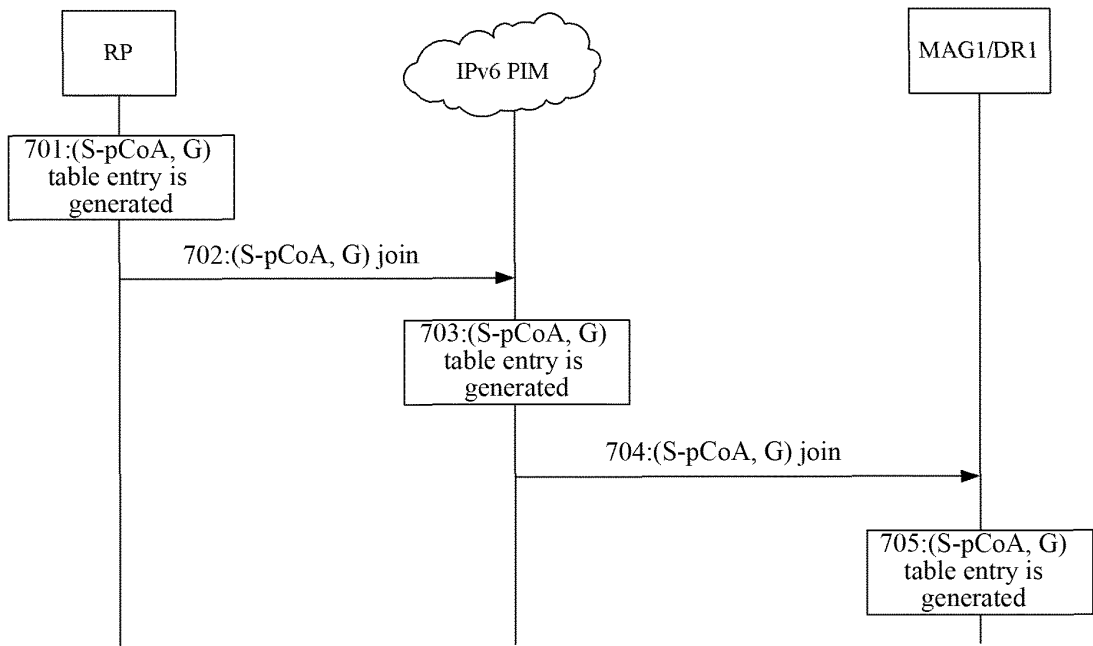 RP
IPv6 PIM
MAG1/DR1
701:(S-pCoA, G)
table entry is
generated
702:(S-pCoA, G) join
703:(S-pCoA, G)
table entry is
generated
704:(S-pCoA, G) join
705:(S-pCoA, G)
table entry is
generated